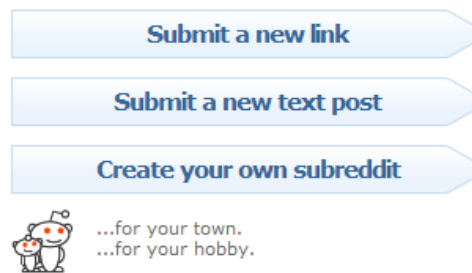 Submit a new link
Submit a new text post
Create your own subreddit
...for your town.
...for your hobby.